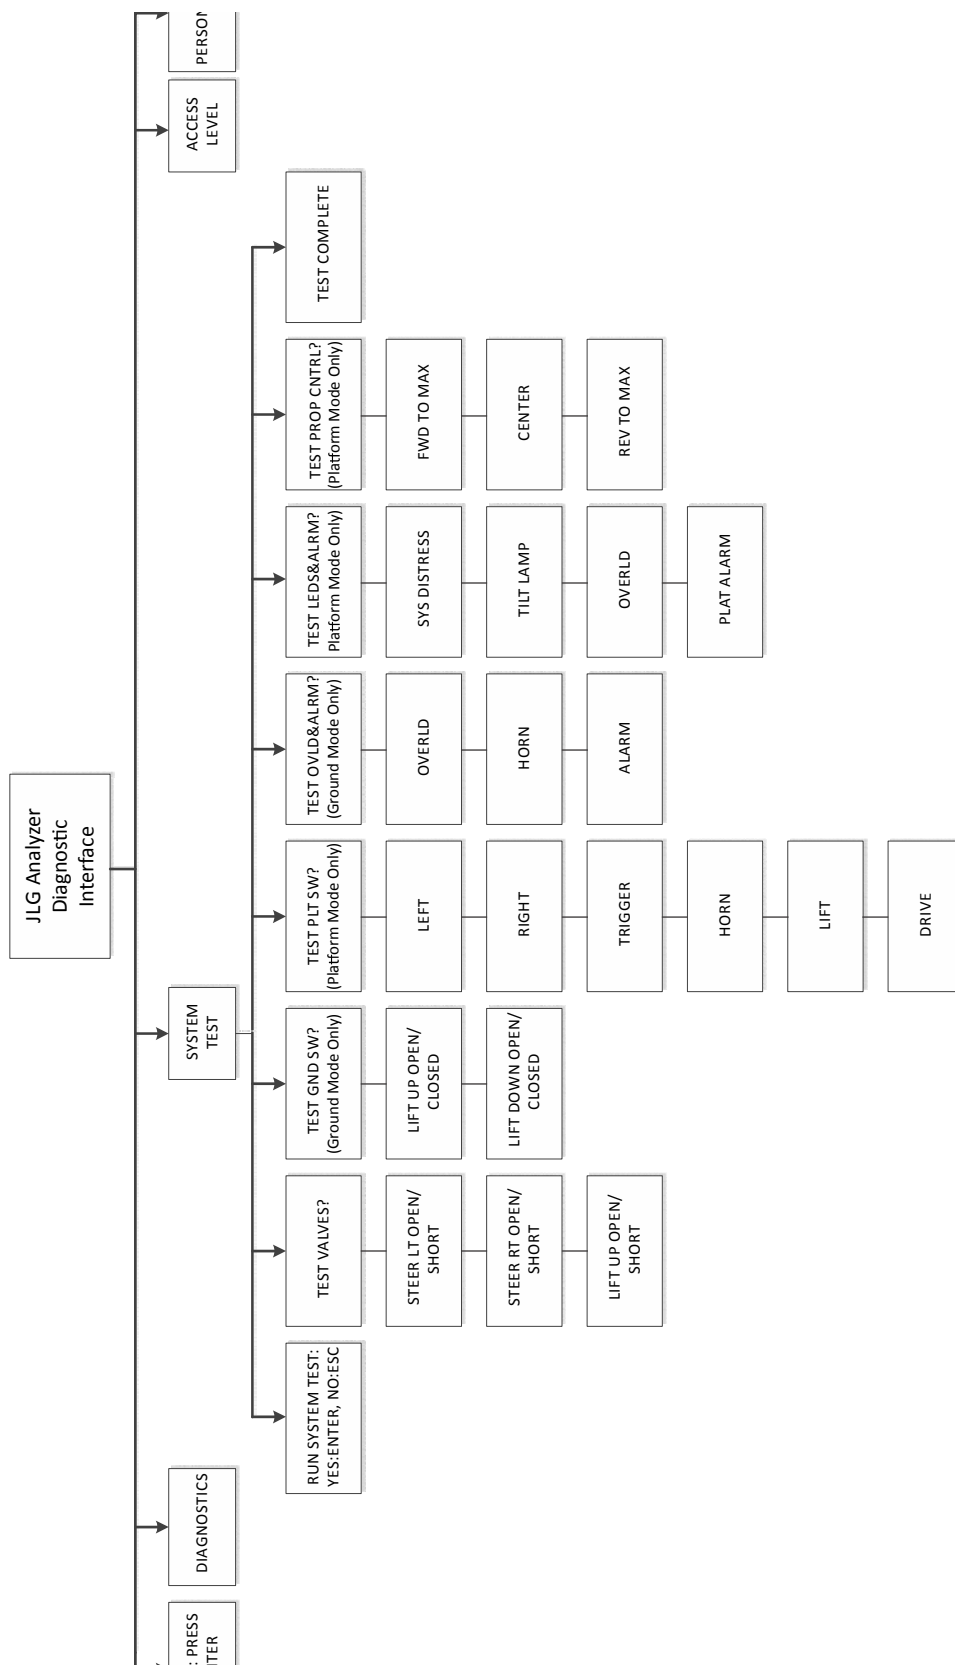 JLG Analyzer
Diagnostic
Interface
: PRESS
DIAGNOSTICS
SYSTEM
TEST
ACCESS
LEVEL
RUN SYSTEM TEST:
YES:ENTER, NO:ESC
TEST VALVES?
STEER LT OPEN/
SHORT
STEER RT OPEN/
SHORT
LIFT UP OPEN/
SHORT
TEST GND SW?
(Ground Mode Only)
LIFT UP OPEN/
CLOSED
LIFT DOWN OPEN/
CLOSED
TEST PLT SW?
(Platform Mode Only)
LEFT
RIGHT
TRIGGER
HORN
LIFT
DRIVE
TEST OVLD&ALRM?
(Ground Mode Only)
OVERLD
HORN
ALARM
TEST LEDS&ALRM?
Platform Mode Only)
SYS DISTRESS
TILT LAMP
OVERLD
PLAT ALARM
TEST PROP CNTRL?
(Platform Mode Only)
FWD TO MAX
CENTER
REV TO MAX
TEST COMPLETE